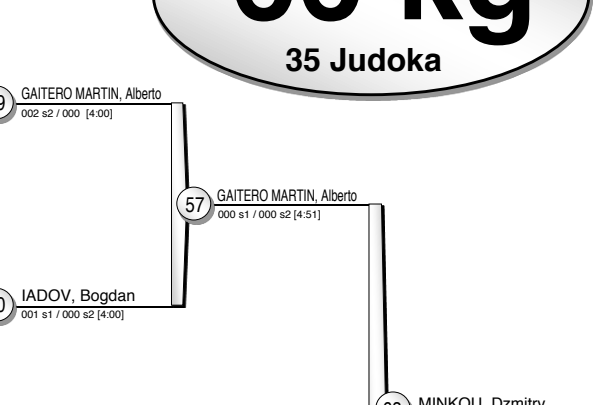 kg
35 Judoka
GAITERO MARTIN, Alberto
002 s2 / 000 [4:00]
57
GAITERO MARTIN, Alberto
000 s1 / 000 s2 [4:51]
IADOV, Bogdan
001 s1 / 000 s2 [4:00]
MINKOU, Dzmitry